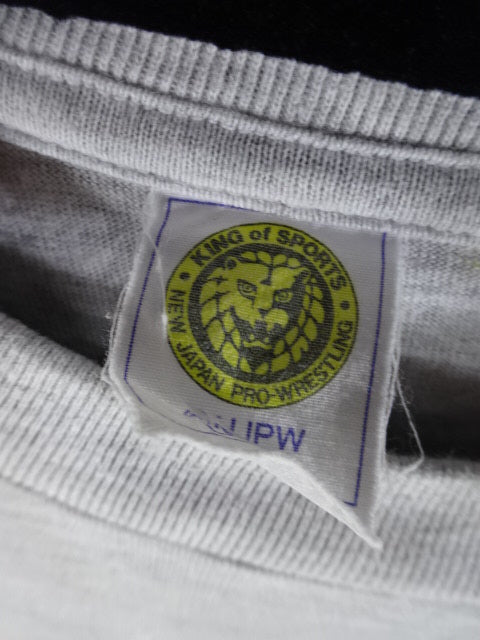 KING of SPORTS
NEW JAPAN PRO-WRESTLING
NJPW